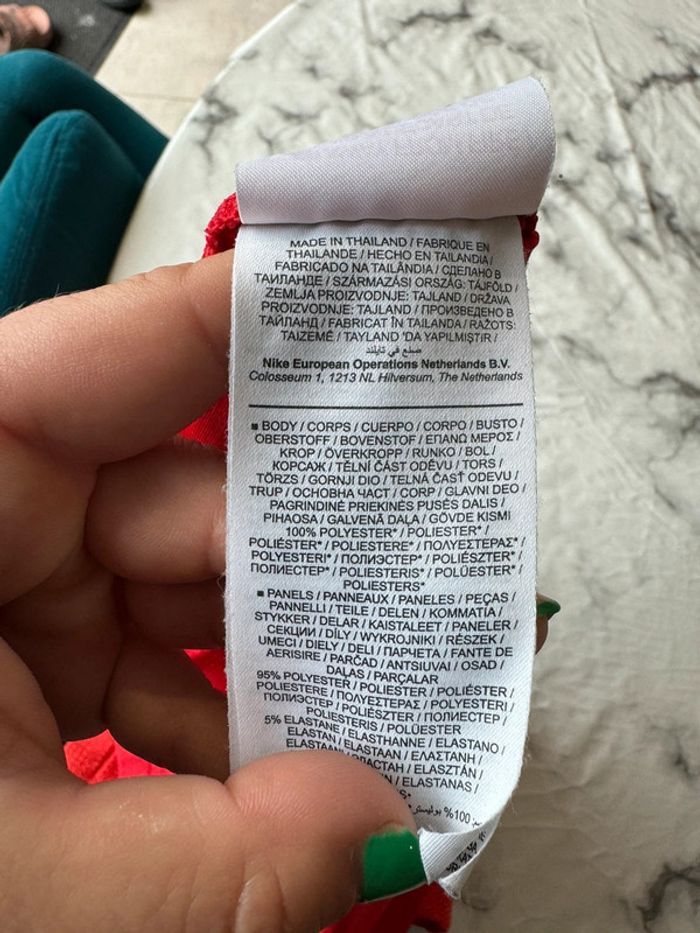 MADE IN THAILAND / FABRIQUE EN
THAILANDE / HECHO EN TAILANDIA /
FABRICADO NA TAILÂNDIA / СДЕЛАНО В
ТАИЛАНДЕ / SZÁRMAZÁSI ORSZÁG: TÁJFÖLD /
ZEMLJA PROIZVODNJE: TAJLAND / DRŽAVA
PROIZVODNJE: TAJLAND / ПРОИЗВЕДЕНО В
ТАЙЛАНД / FABRICAT ÎN TAILANDA / RAŽOTS:
TAIZEMĒ / TAYLAND 'DA YAPILMIŞTIR /
صنع في تايلند
Nike European Operations Netherlands B.V.
Colosseum 1, 1213 NL Hilversum, The Netherlands
■ BODY / CORPS / CUERPO / CORPO / BUSTO /
OBERSTOFF / BOVENSTOF / ΕΠΑΝΩ ΜΕΡΟΣ /
KROP / ÖVERKROPP / RUNKO / BOL /
КОРСАЖ / TĚLNÍ ČÁST ODĚVU / TORS /
TÖRZS / GORNJI DIO / TELNÁ ČASŤ ODEVU /
TRUP / ОСНОВНА ЧАСТ / CORP / GLAVNI DEO /
PAGRINDINĖ PRIEKINĖS PUSĖS DALIS /
PIHAOSA / GALVENĀ DAĻA / GÖVDE KISMI
100% POLYESTER* / POLIESTER* /
POLIÉSTER* / POLIESTERE* / ΠΟΛΥΕΣΤΕΡΑΣ* /
POLYESTERI* / ПОЛИЭСТЕР* / POLIÉSZTER* /
ПОЛИЕСТЕР* / POLIESTERIS* / POLÜESTER* /
POLIESTERS*
■ PANELS / PANNEAUX / PANELES / PEÇAS /
PANNELLI / TEILE / DELEN / ΚΟΜΜΑΤΙΑ /
STYKKER / DELAR / KAISTALEET / PANELER /
СЕКЦИИ / DÍLY / WYKROJNIKI / RÉSZEK /
UMECI / DIELY / DELI / ПАРЧЕТА / FANTE DE
AERISIRE / PARČAD / ANTSIUVAI / OSAD /
DAĻAS / PARÇALAR
95% POLYESTER / POLIESTER / POLIÉSTER /
POLIESTERE / ΠΟΛΥΕΣΤΕΡΑΣ / POLYESTERI /
ПОЛИЭСТЕР / POLIÉSZTER / ПОЛИЕСТЕР /
POLIESTERIS / POLÜESTER
5% ELASTANE / ELASTHANNE / ELASTANO /
ELASTAN / ELASTAAN / ΕΛΑΣΤΑΝΗ /
ELASTÁN /
ELASTANAS /
100% بوليستر